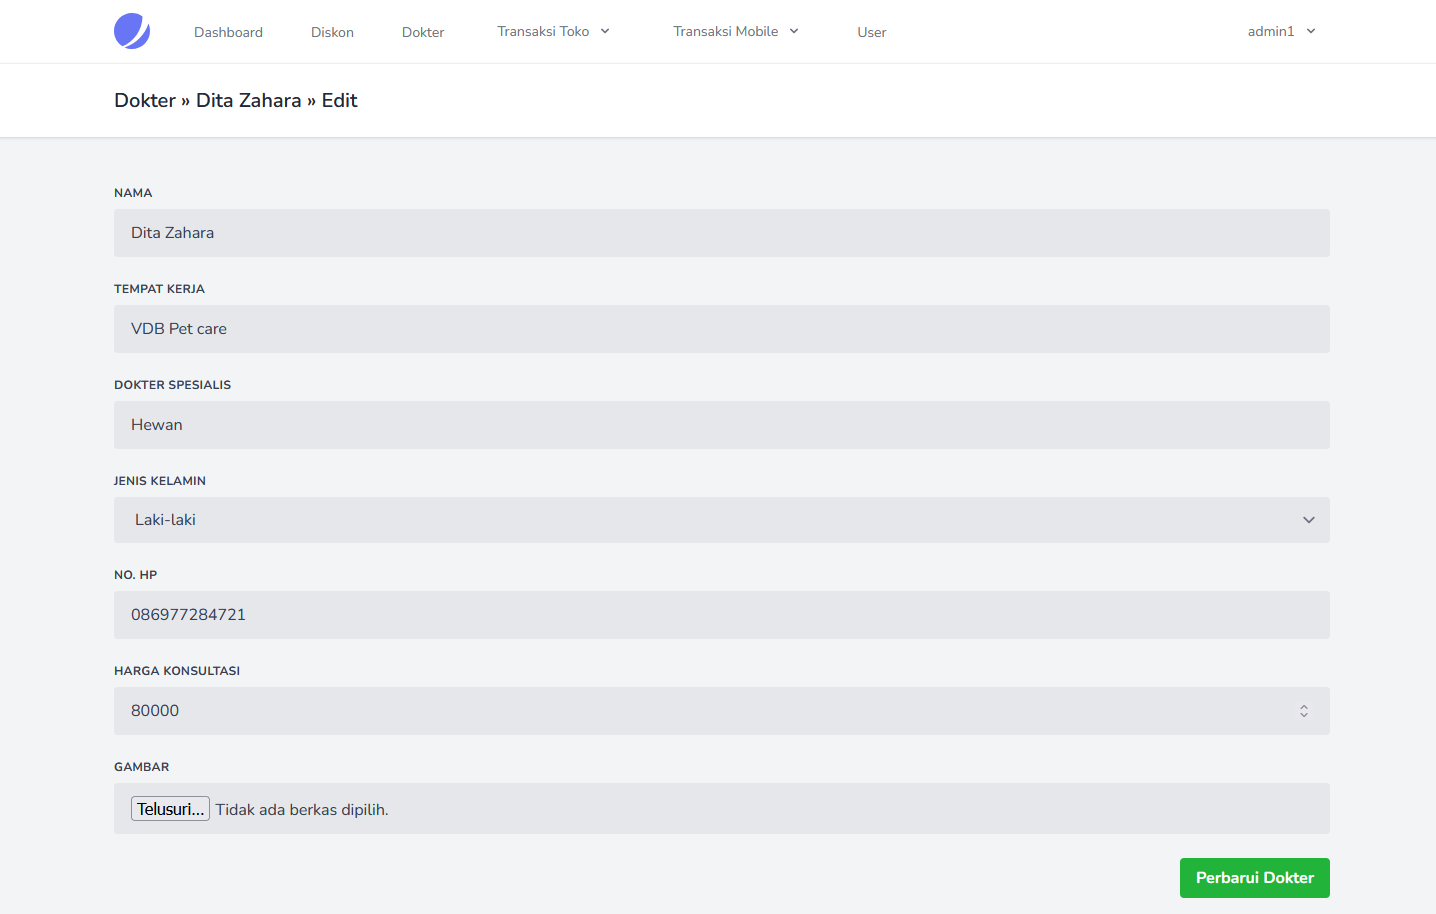 Dashboard Diskon Dokter Transaksi Toko Transaksi Mobile User admin1
Dokter » Dita Zahara » Edit
NAMA
Dita Zahara
TEMPAT KERJA
VDB Pet care
DOKTER SPESIALIS
Hewan
JENIS KELAMIN
Laki-laki
NO. HP
086977284721
HARGA KONSULTASI
80000
GAMBAR
Telusuri... Tidak ada berkas dipilih.
Perbarui Dokter